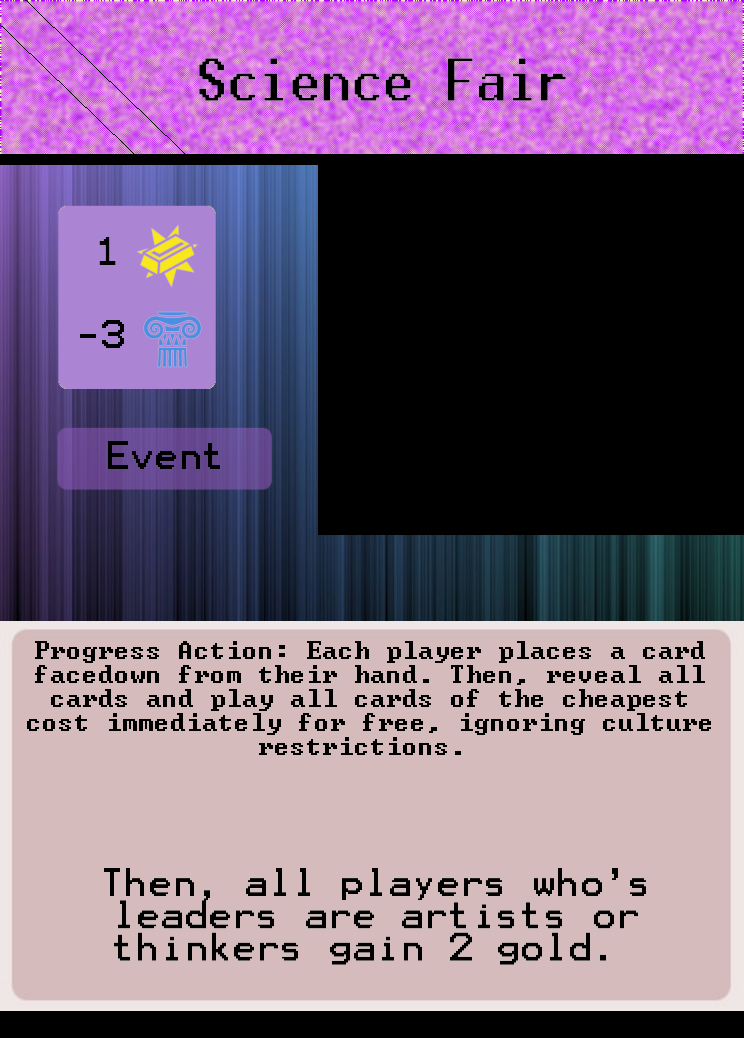 Science Fair
1
-3
Event
Progress Action: Each player places a card
facedown from their hand. Then, reveal all
cards and play all cards of the cheapest
cost immediately for free, ignoring culture
restrictions.
Then, all players who's
leaders are artists or
thinkers gain 2 gold.